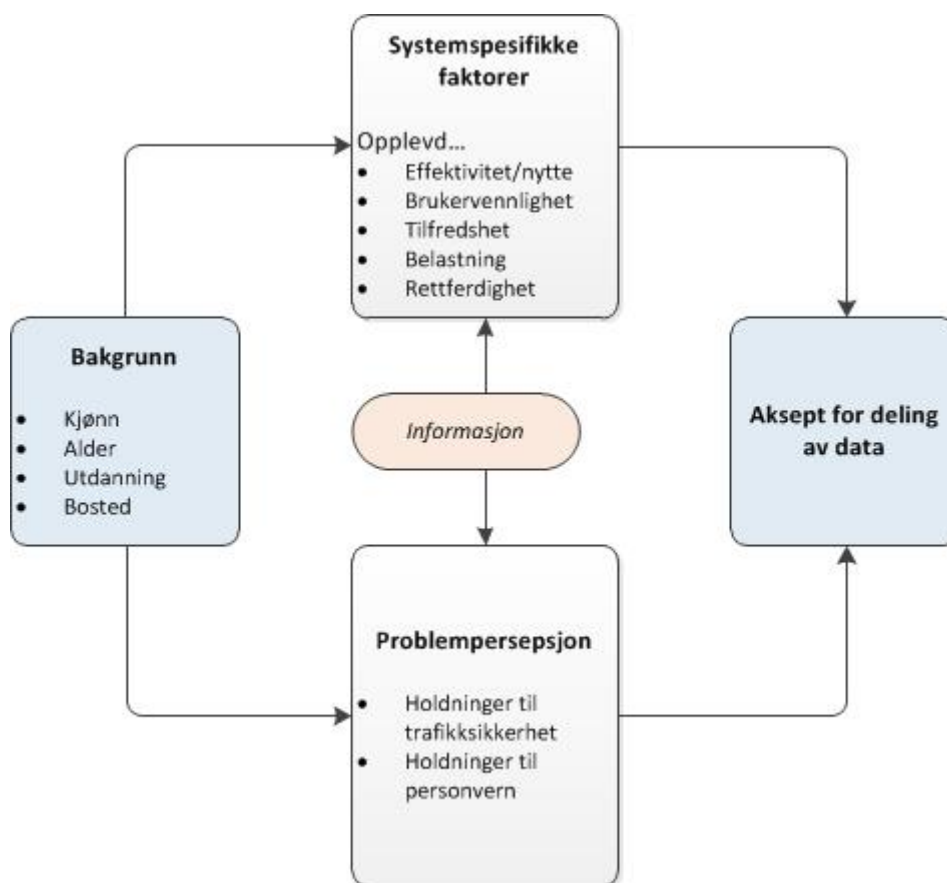 Systemspesifikke
faktorer
Opplevd...
• Effektivitet/nytte
• Brukervennlighet
• Tilfredshet
• Belastning
• Rettferdighet
Bakgrunn
• Kjønn
• Alder
• Utdanning
• Bosted
Informasjon
Aksept for deling
av data
Problempersepsjon
• Holdninger til
trafikksikkerhet
• Holdninger til
personvern